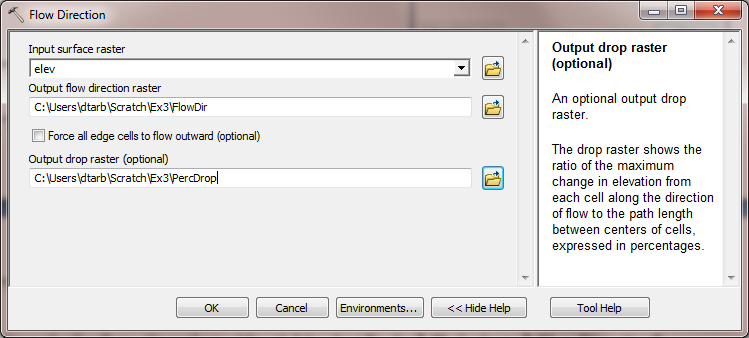 Flow Direction
Input surface raster
elev
Output flow direction raster
C:\Users\dtarb\Scratch\Ex3\FlowDir
Force all edge cells to flow outward (optional)
Output drop raster (optional)
C:\Users\dtarb\Scratch\Ex3\PercDrop
Output drop raster
(optional)
An optional output drop
raster.
The drop raster shows the
ratio of the maximum
change in elevation from
each cell along the direction
of flow to the path length
between centers of cells,
expressed in percentages.
OK
Cancel
Environments...
<< Hide Help
Tool Help